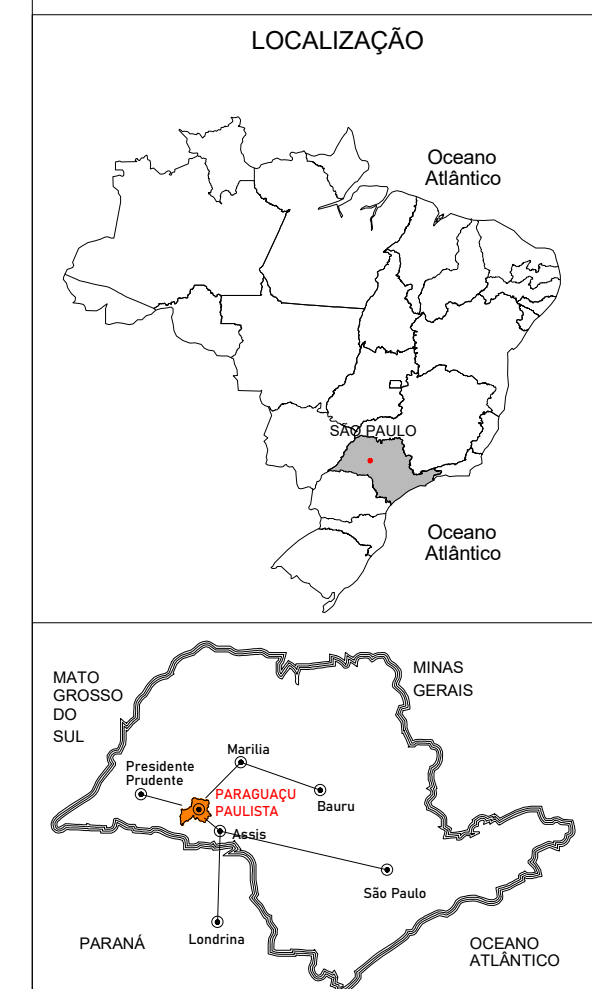 LOCALIZAÇÃO
Oceano
Atlântico
SÃO PAULO
Oceano
Atlântico
MATO
GROSSO
DO
SUL
MINAS
GERAIS
Marilia
Presidente
Prudente
PARAGUAÇU
PAULISTA
Bauru
Assis
São Paulo
Londrina
PARANÁ
OCEANO
ATLÂNTICO